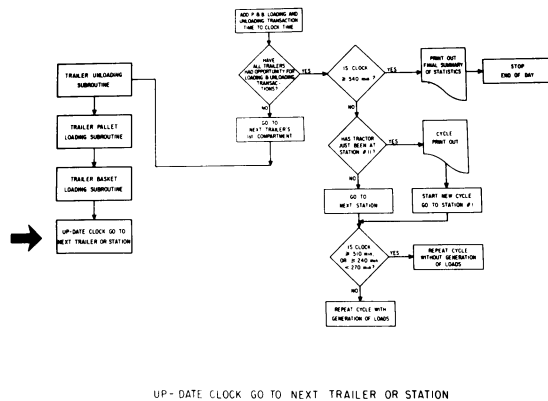 ADD P & B LOADING AND
UNLOADING TRANSACTION
TIME TO CLOCK TIME
HAVE
ALL TRAILERS
HAD OPPORTUNITY FOR
LOADING & UNLOADING
TRANSAC-
TIONS?
YES
NO
GO TO
NEXT TRAILER'S
1st COMPARTMENT
TRAILER UNLOADING
SUBROUTINE
TRAILER PALLET
LOADING SUBROUTINE
TRAILER BASKET
LOADING SUBROUTINE
UP-DATE CLOCK GO TO
NEXT TRAILER OR STATION
IS CLOCK
≥ 540 min?
YES
NO
PRINT OUT
FINAL SUMMARY
OF STATISTICS
STOP
END OF DAY
HAS TRACTOR
JUST BEEN AT
STATION #11?
YES
NO
CYCLE
PRINT OUT
GO TO
NEXT STATION
START NEW CYCLE
GO TO STATION #1
IS CLOCK
≥ 510 min.
OR ≥ 240 min
< 270 min?
YES
NO
REPEAT CYCLE
WITHOUT GENERATION
OF LOADS
REPEAT CYCLE WITH
GENERATION OF LOADS
UP-DATE CLOCK GO TO NEXT TRAILER OR STATION